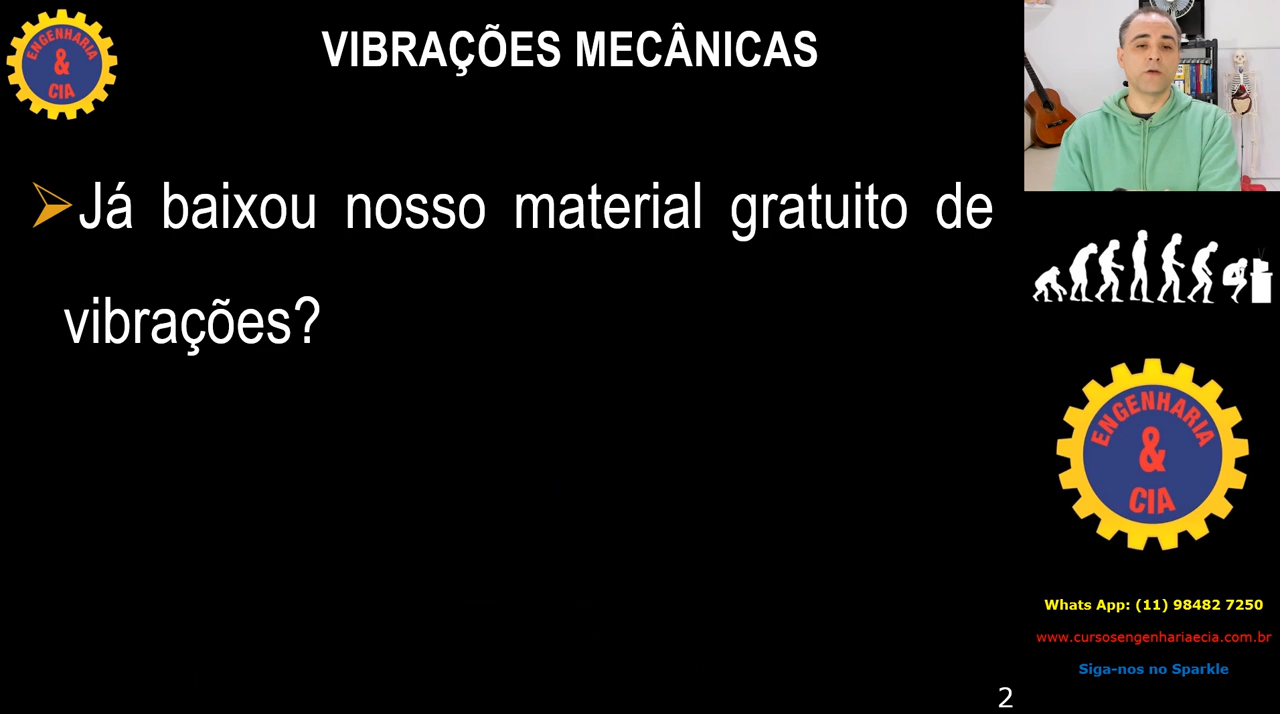 ENGENHARIA
&
CIA
VIBRAÇÕES MECÂNICAS
Já baixou nosso material gratuito de
vibrações?
ENGENHARIA
&
CIA
Whats App: (11) 98482 7250
www.cursosengenhariaecia.com.br
Siga-nos no Sparkle
2